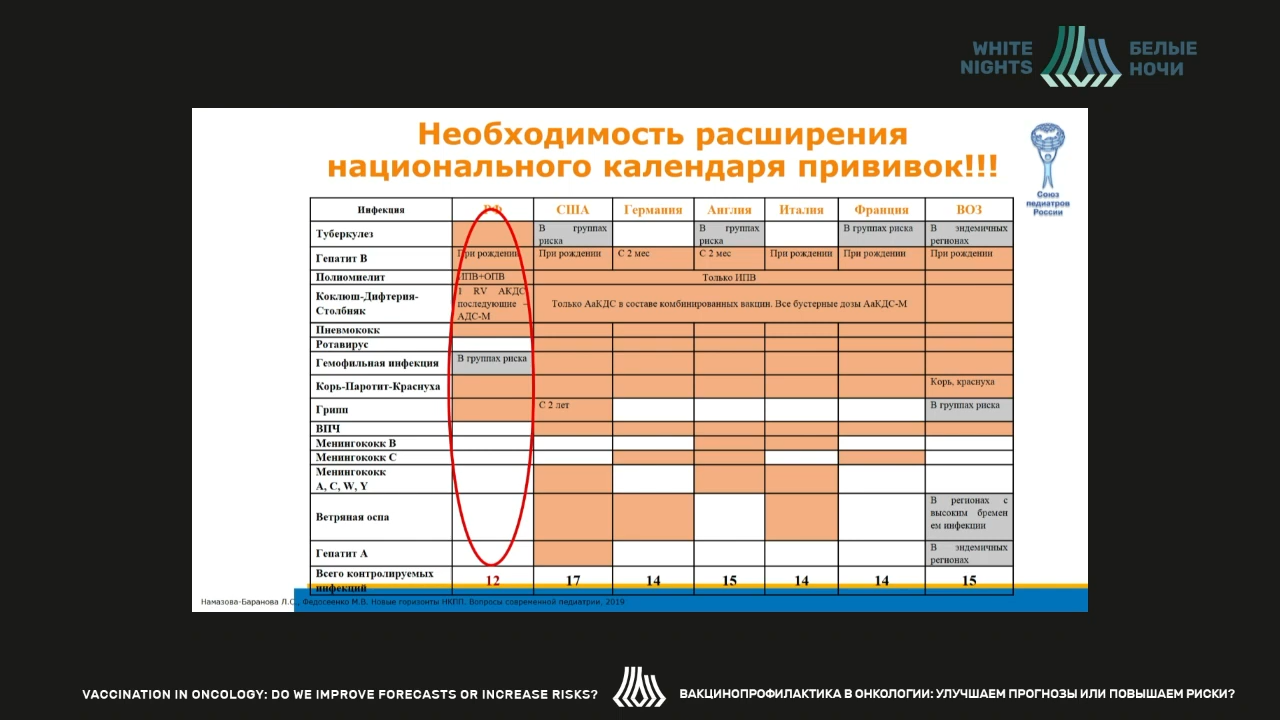 WHITE
NIGHTS
БЕЛЫЕ
НОЧИ
Необходимость расширения
национального календаря прививок!!!
Союз
педиатров
России
Инфекция РФ США Германия Англия Италия Франция ВОЗ
Туберкулез В группах риска В группах риска В группах риска В эндемичных регионах
Гепатит В При рождении При рождении С 2 мес С 2 мес При рождении При рождении При рождении
Полиомиелит ИПВ+ОПВ Только ИПВ
Коклюш-Дифтерия-
Столбняк 1 RV АКДС последующие – АДС-М Только АаКДС в составе комбинированных вакцин. Все бустерные дозы АаКДС-М
Пневмококк
Ротавирус
Гемофильная инфекция В группах риска
Корь-Паротит-Краснуха Корь, краснуха
Грипп С 2 лет В группах риска
ВПЧ
Менингококк В
Менингококк С
Менингококк
А, С, W, Y
Ветряная оспа В регионах с высоким бремен ем инфекции
Гепатит А В эндемичных регионах
Всего контролируемых
инфекций 12 17 14 15 14 14 15
Намазова-Баранова Л.С., Федосеенко М.В. Новые горизонты НКПП. Вопросы современной педиатрии, 2019
VACCINATION IN ONCOLOGY: DO WE IMPROVE FORECASTS OR INCREASE RISKS?
ВАКЦИНОПРОФИЛАКТИКА В ОНКОЛОГИИ: УЛУЧШАЕМ ПРОГНОЗЫ ИЛИ ПОВЫШАЕМ РИСКИ?